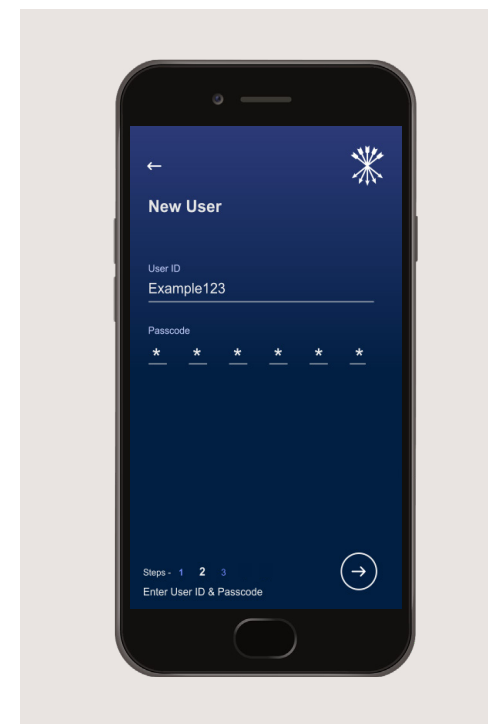 ←
New User
User ID
Example123
Passcode
* * * * * *
Steps - 1 2 3
→
Enter User ID & Passcode